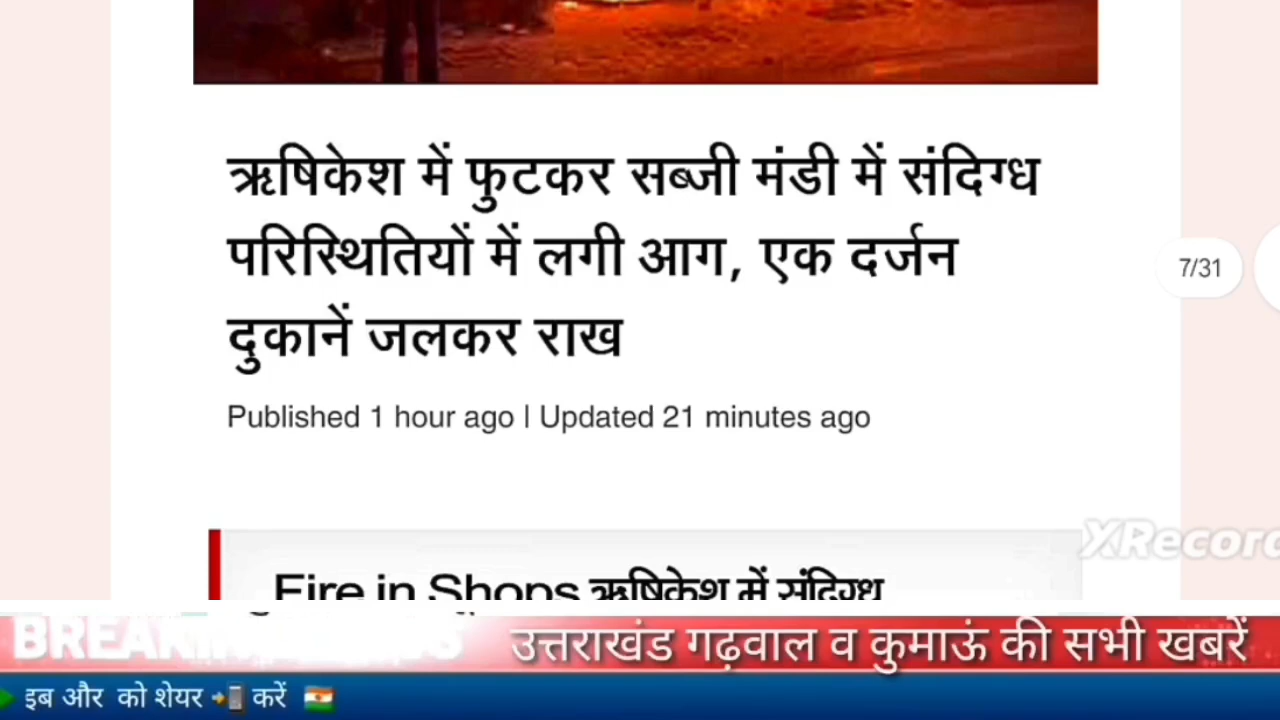 ऋषिकेश में फुटकर सब्जी मंडी में संदिग्ध
परिस्थितियों में लगी आग, एक दर्जन
दुकानें जलकर राख
Published 1 hour ago | Updated 21 minutes ago
7/31
XRecord
Fire in Shops ऋषिकेश में संदिग्ध
उत्तराखंड गढ़वाल व कुमाऊं की सभी खबरें
इब और को शेयर करें